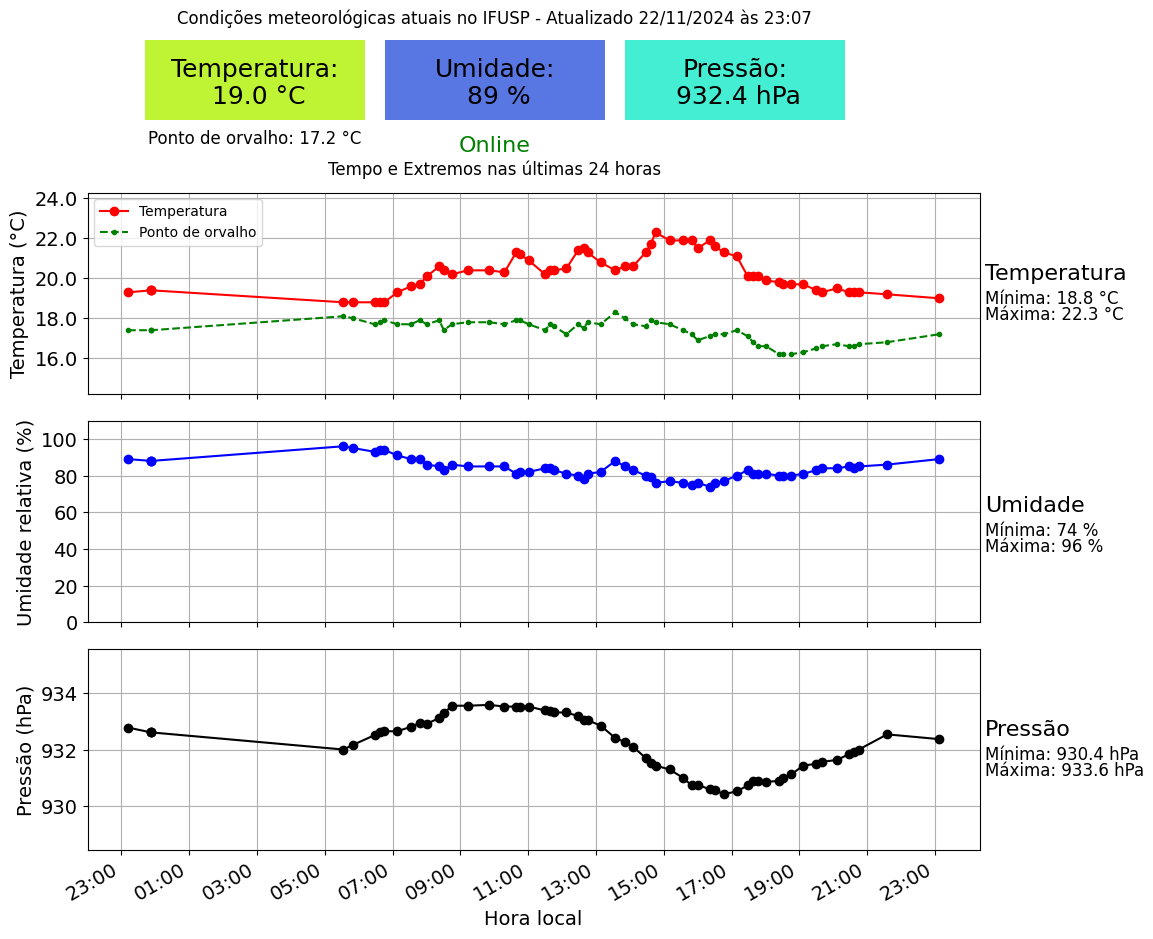 Condições meteorológicas atuais no IFUSP - Atualizado 22/11/2024 às 23:07
Temperatura:
19.0 °C
Umidade:
89 %
Pressão:
932.4 hPa
Ponto de orvalho: 17.2 °C
Online
Tempo e Extremos nas últimas 24 horas
Temperatura (°C)
24.0
22.0
20.0
18.0
16.0
Temperatura
Ponto de orvalho
Temperatura
Mínima: 18.8 °C
Máxima: 22.3 °C
Umidade relativa (%)
100
80
60
40
20
0
Umidade
Mínima: 74 %
Máxima: 96 %
Pressão (hPa)
934
932
930
Pressão
Mínima: 930.4 hPa
Máxima: 933.6 hPa
23:00 01:00 03:00 05:00 07:00 09:00 11:00 13:00 15:00 17:00 19:00 21:00 23:00
Hora local